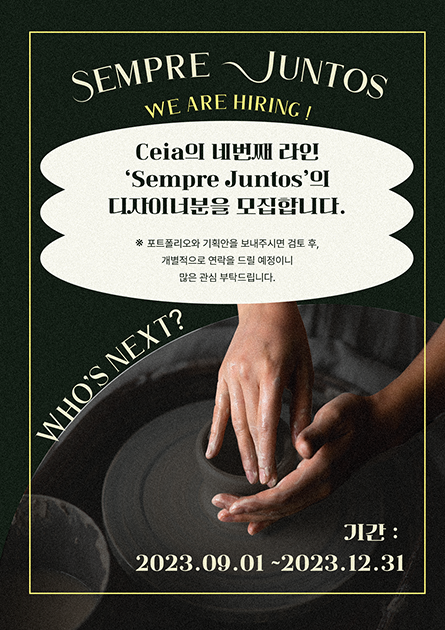 SEMPRE JUNTOS
WE ARE HIRING !
Ceia의 네번째 라인
‘Sempre Juntos’의
디자이너분을 모집합니다.
※ 포트폴리오와 기획안을 보내주시면 검토 후,
개별적으로 연락을 드릴 예정이니
많은 관심 부탁드립니다.
WHO'S NEXT?
기간 :
2023.09.01 ~2023.12.31